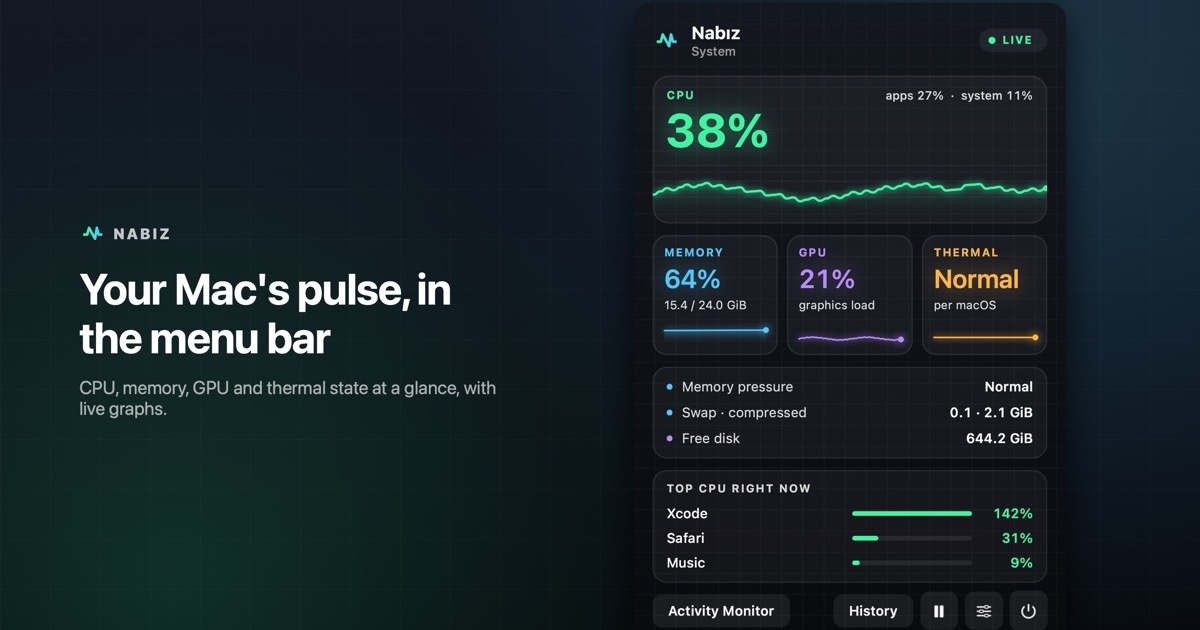 NABIZ
Your Mac's pulse, in
the menu bar
CPU, memory, GPU and thermal state at a glance, with
live graphs.
Nabız
System
LIVE
CPU
apps 27% · system 11%
38%
MEMORY
64%
15.4 / 24.0 GiB
GPU
21%
graphics load
THERMAL
Normal
per macOS
Memory pressure Normal
Swap · compressed 0.1 · 2.1 GiB
Free disk 644.2 GiB
TOP CPU RIGHT NOW
Xcode 142%
Safari 31%
Music 9%
Activity Monitor History